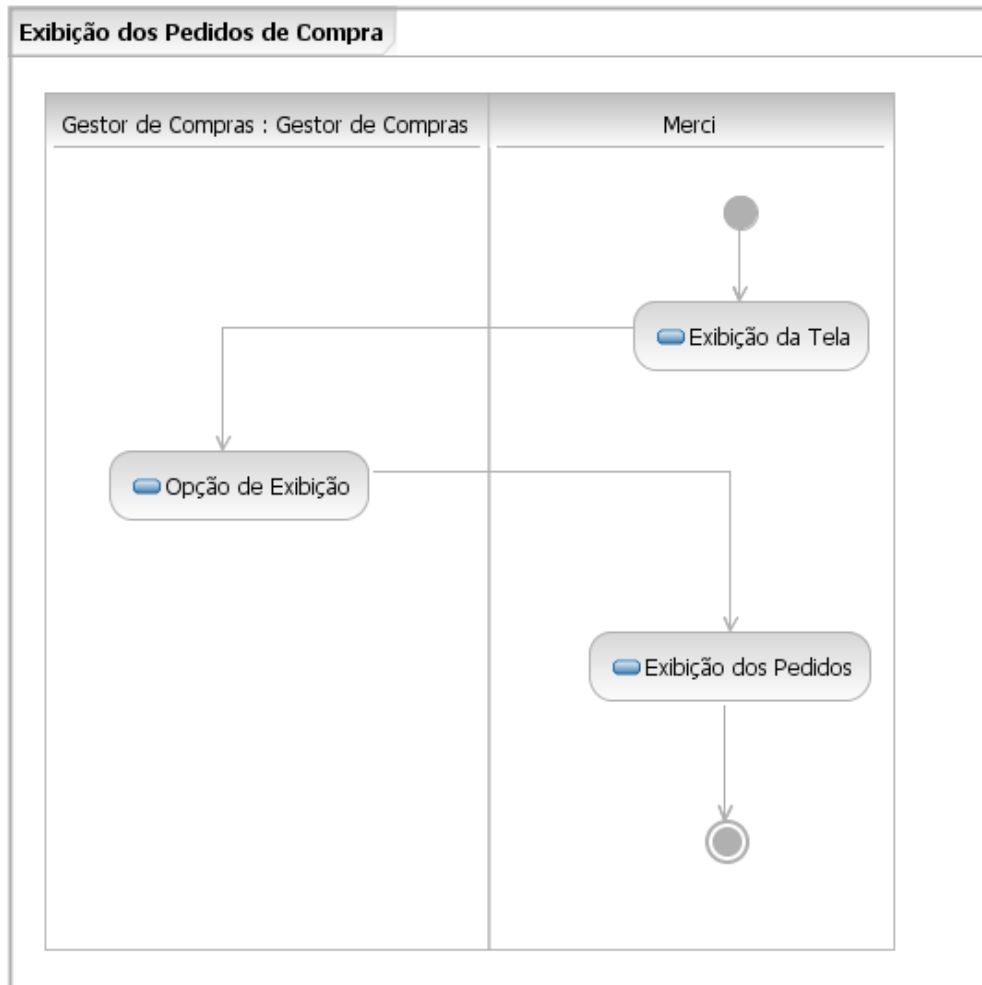 Exibição dos Pedidos de Compra
Gestor de Compras : Gestor de Compras
Merci
Exibição da Tela
Opção de Exibição
Exibição dos Pedidos